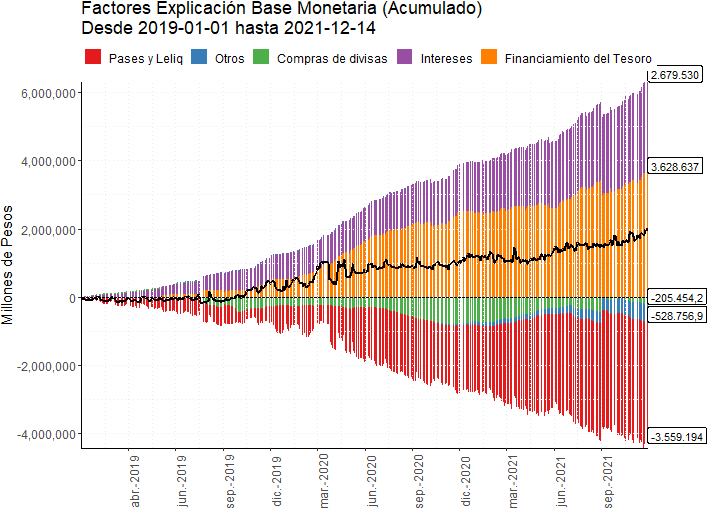 Factores Explicación Base Monetaria (Acumulado)
Desde 2019-01-01 hasta 2021-12-14
Pases y Leliq Otros Compras de divisas Intereses Financiamiento del Tesoro
Millones de Pesos
6,000,000
4,000,000
2,000,000
0
-2,000,000
-4,000,000
2.679.530
3.628.637
-205.454,2
-528.756,9
-3.559.194
abr.-2019
jun.-2019
sep.-2019
dic.-2019
mar.-2020
jun.-2020
sep.-2020
dic.-2020
mar.-2021
jun.-2021
sep.-2021